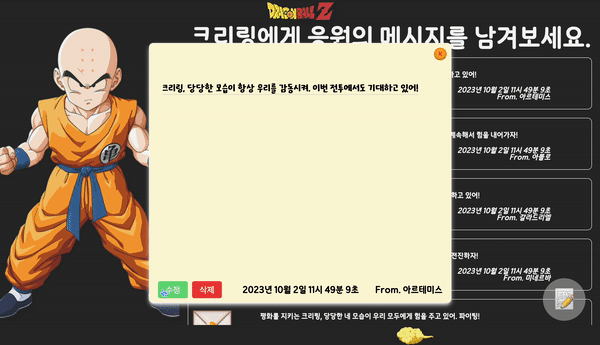 DRAGONBALL Z
크리링에게 응원의 메시지를 남겨보세요.
크리링, 당당한 모습이 항상 우리를 감동시켜. 이번 전투에서도 기대하고 있어!
수정
삭제
2023년 10월 2일 11시 49분 9초
From. 아르테미스
하고 있어!
2023년 10월 2일 11시 49분 9초
From. 아르테미스
계속해서 힘을 내어가자!
2023년 10월 2일 11시 49분 9초
From. 아폴로
하고 있어!
2023년 10월 2일 11시 49분 9초
From. 갈라드리엘
전진하자!
2023년 10월 2일 11시 49분 9초
From. 미네르바
평화를 지키는 크리링, 당당한 네 모습이 우리 모두에게 힘을 주고 있어. 파이팅!